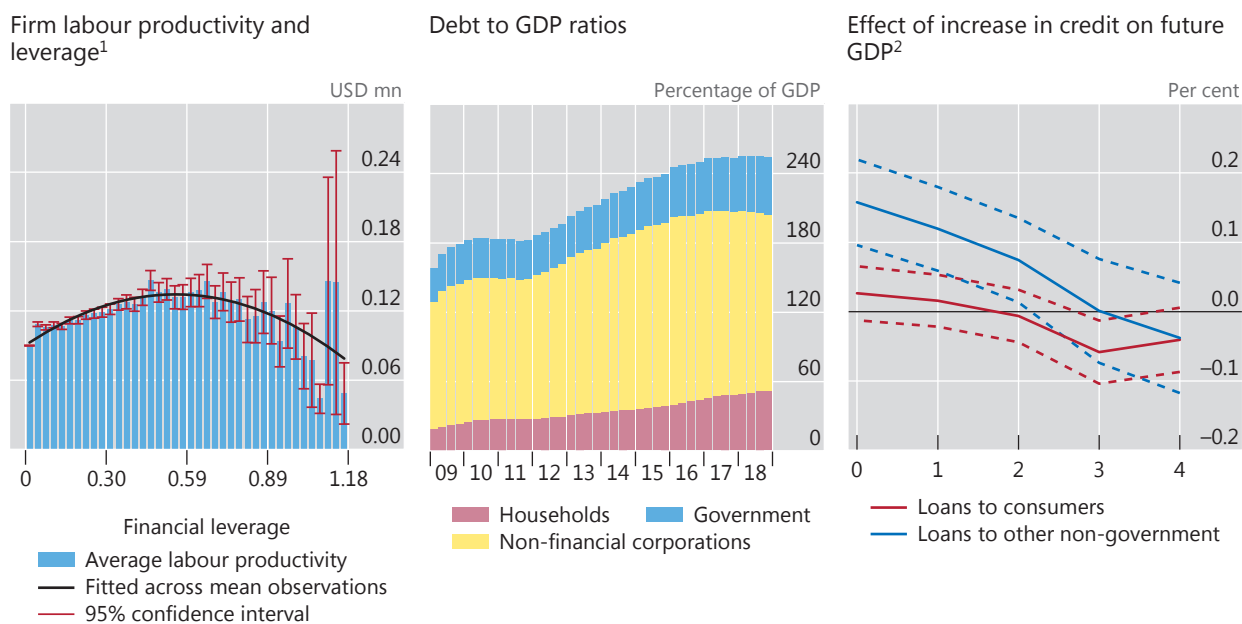 Firm labour productivity and
leverage1
USD mn
0.24
0.18
0.12
0.06
0.00
0 0.30 0.59 0.89 1.18
Financial leverage
Average labour productivity
Fitted across mean observations
95% confidence interval
Debt to GDP ratios
Percentage of GDP
240
180
120
60
0
09 10 11 12 13 14 15 16 17 18
Households Government
Non-financial corporations
Effect of increase in credit on future
GDP2
Per cent
0.2
0.1
0.0
–0.1
–0.2
0 1 2 3 4
Loans to consumers
Loans to other non-government